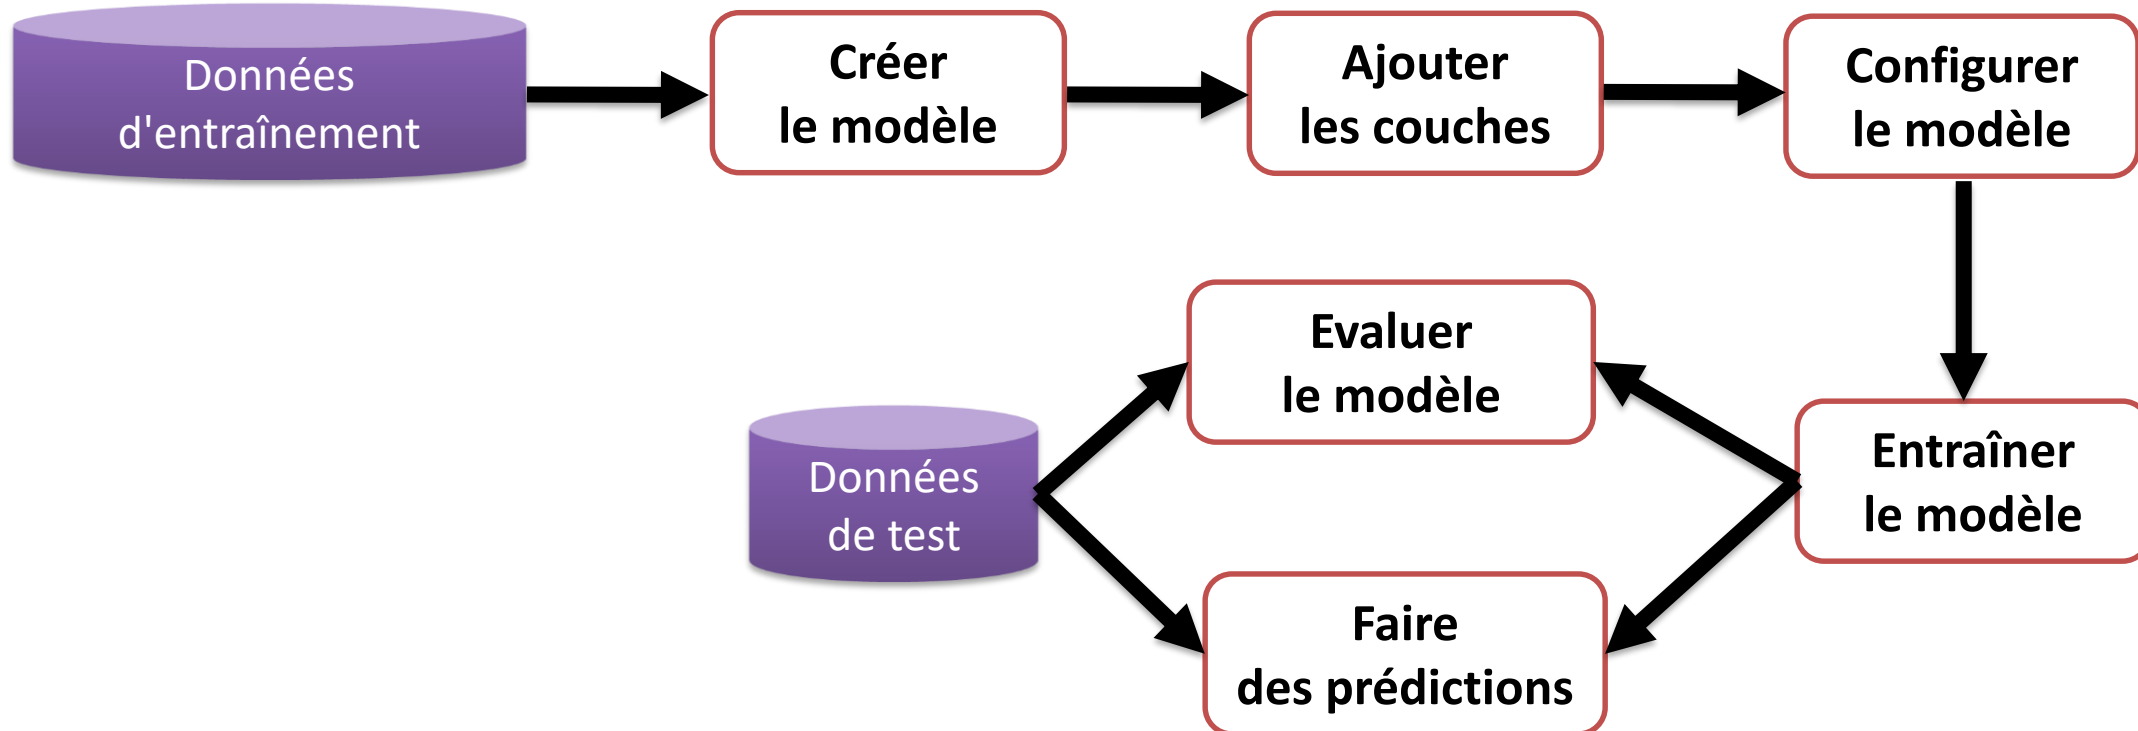 Données
d'entraînement
Créer
le modèle
Ajouter
les couches
Configurer
le modèle
Evaluer
le modèle
Données
de test
Entraîner
le modèle
Faire
des prédictions